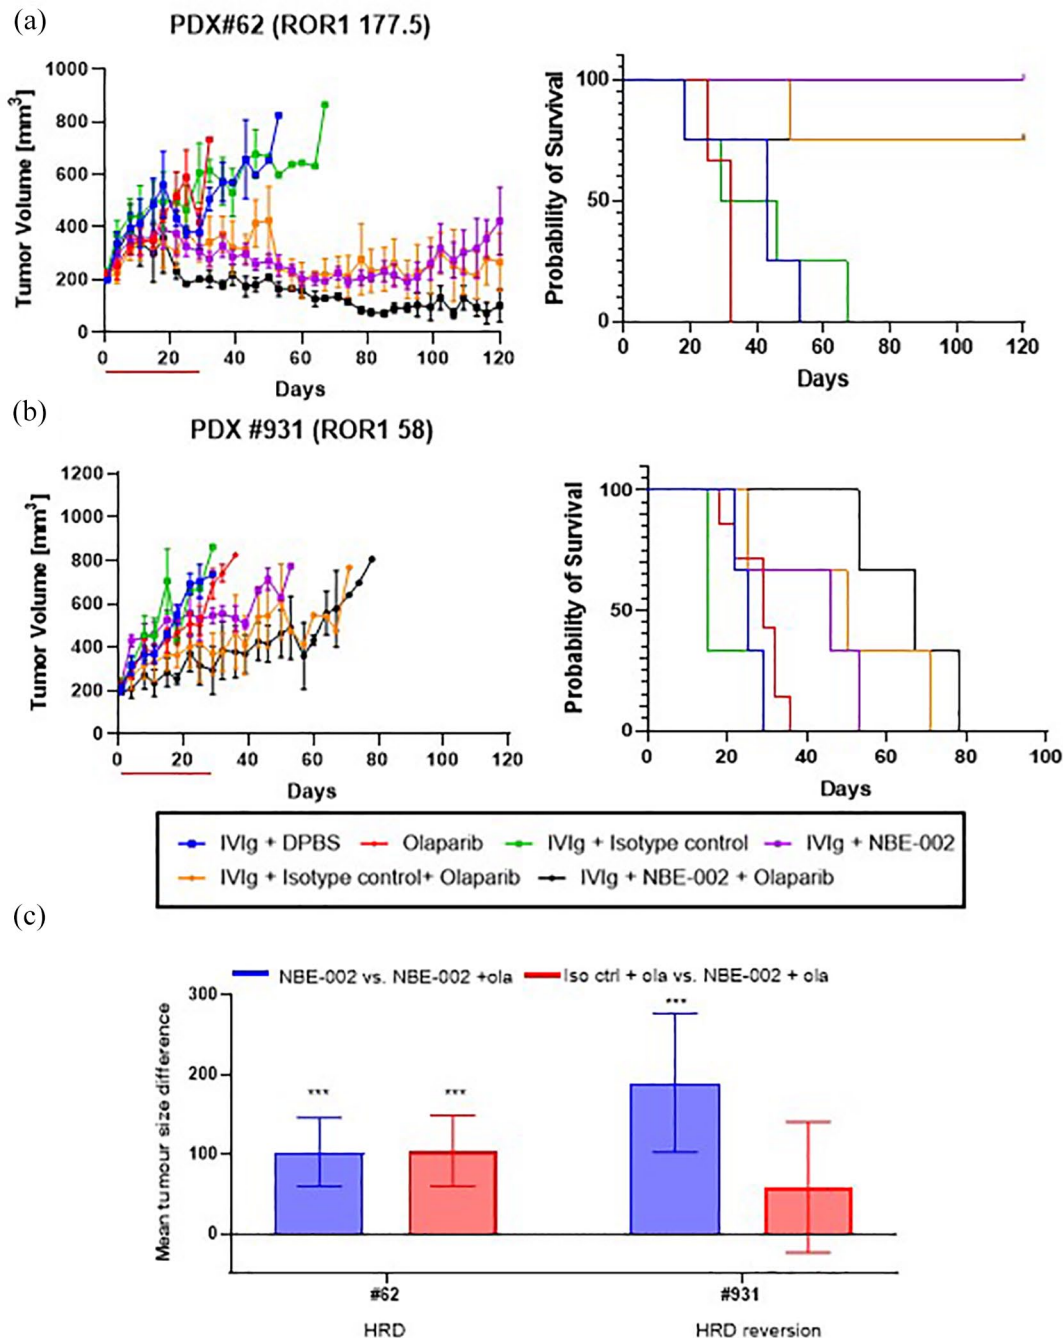 (a)
PDX#62 (ROR1 177.5)
Tumor Volume [mm3]
1000
800
600
400
200
0
0 20 40 60 80 100 120
Days
Probability of Survival
100
50
0
0 20 40 60 80 100 120
Days
(b)
PDX #931 (ROR1 58)
Tumor Volume [mm3]
1200
1000
800
600
400
200
0
0 20 40 60 80 100 120
Days
Probability of Survival
100
50
0
0 20 40 60 80 100
Days
IVIg + DPBS Olaparib IVIg + Isotype control IVIg + NBE-002
IVIg + Isotype control+ Olaparib IVIg + NBE-002 + Olaparib
(c)
NBE-002 vs. NBE-002 +ola Iso ctrl + ola vs. NBE-002 + ola
Mean tumour size difference
300
200
100
0
*** *** ***
#62 #931
HRD HRD reversion